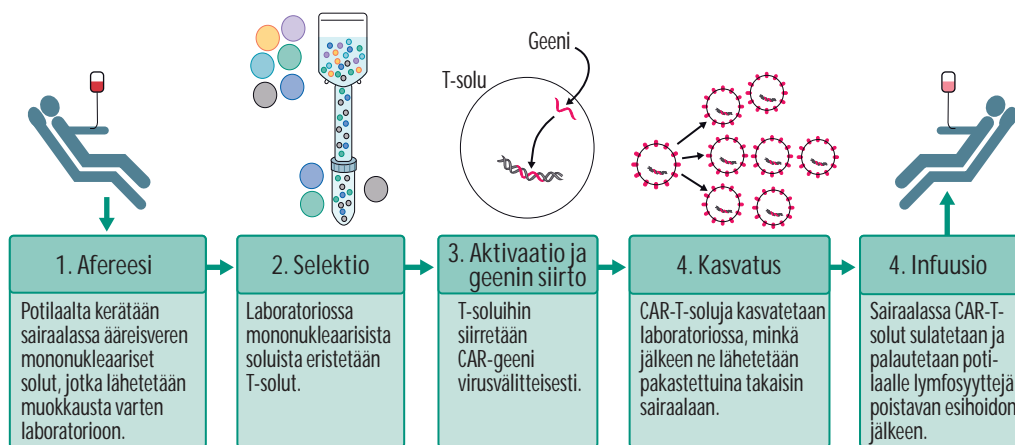 Geeni
T-solu
1. Afereesi
Potilaalta kerätään
sairaalassa ääreisveren
mononukleaariset
solut, jotka lähetetään
muokkausta varten
laboratorioon.
2. Selektio
Laboratoriossa
mononukleaarisista
soluista eristetään
T-solut.
3. Aktivaatio ja
geenin siirto
T-soluihin
siirretään
CAR-geeni
virusvälitteisesti.
4. Kasvatus
CAR-T-soluja kasvatetaan
laboratoriossa, minkä
jälkeen ne lähetetään
pakastettuina takaisin
sairaalaan.
4. Infuusio
Sairaalassa CAR-T-
solut sulatetaan ja
palautetaan poti-
laalle lymfosyyttejä
poistavan esihoidon
jälkeen.